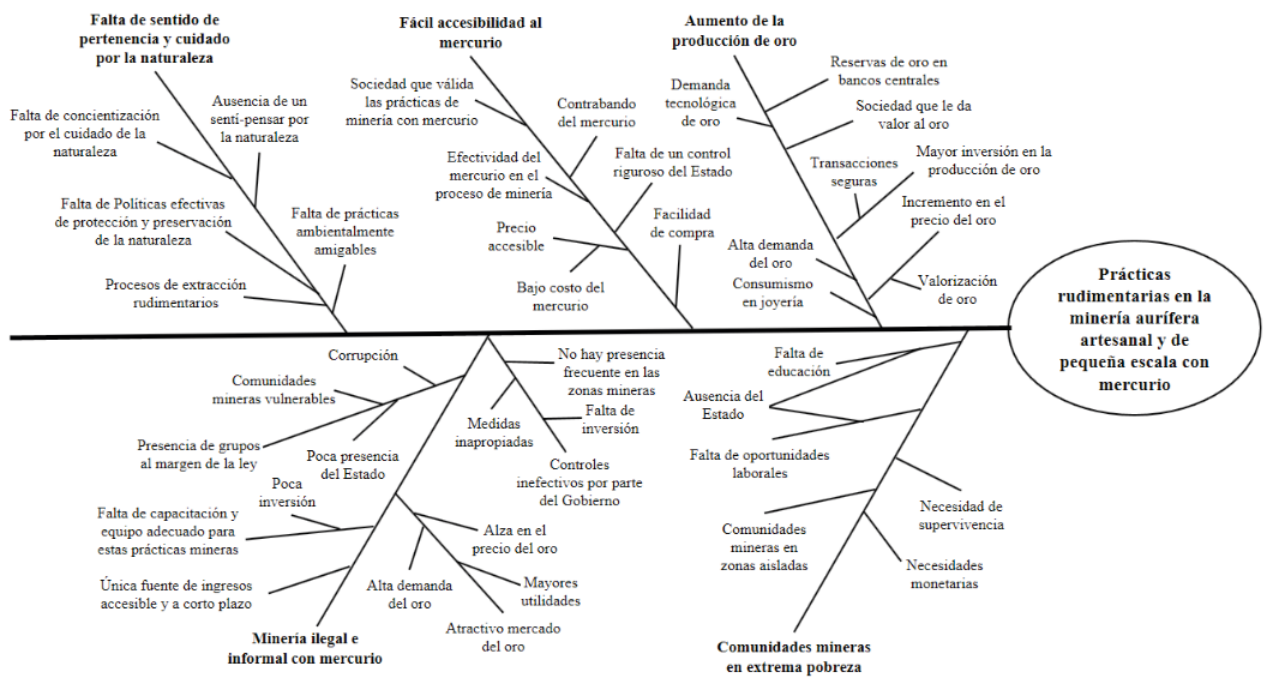 Falta de sentido de
pertenencia y cuidado
por la naturaleza
Falta de concientización
por el cuidado de la
naturaleza
Ausencia de un
senti-pensar por
la naturaleza
Falta de Políticas efectivas
de protección y preservación
de la naturaleza
Falta de prácticas
ambientalmente
amigables
Procesos de extracción
rudimentarios
Fácil accesibilidad al
mercurio
Sociedad que válida
las prácticas de
minería con mercurio
Contrabando
del mercurio
Efectividad del
mercurio en el
proceso de minería
Falta de un control
riguroso del Estado
Precio
accesible
Facilidad
de compra
Bajo costo del
mercurio
Aumento de la
producción de oro
Reservas de oro en
bancos centrales
Demanda
tecnológica
de oro
Sociedad que le da
valor al oro
Transacciones
seguras
Mayor inversión en la
producción de oro
Incremento en el
precio del oro
Alta demanda
del oro
Consumismo
en joyería
Valorización
de oro
Prácticas
rudimentarias en la
minería aurífera
artesanal y de
pequeña escala con
mercurio
Corrupción
Comunidades
mineras vulnerables
Presencia de grupos
al margen de la ley
Poca presencia
del Estado
Poca
inversión
Falta de capacitación y
equipo adecuado para
estas prácticas mineras
Única fuente de ingresos
accesible y a corto plazo
No hay presencia
frecuente en las
zonas mineras
Medidas
inapropiadas
Falta de
inversión
Controles
inefectivos por parte
del Gobierno
Alza en el
precio del oro
Alta demanda
del oro
Mayores
utilidades
Atractivo mercado
del oro
Minería ilegal e
informal con mercurio
Falta de
educación
Ausencia del
Estado
Falta de oportunidades
laborales
Comunidades
mineras en
zonas aisladas
Necesidad de
supervivencia
Necesidades
monetarias
Comunidades mineras
en extrema pobreza